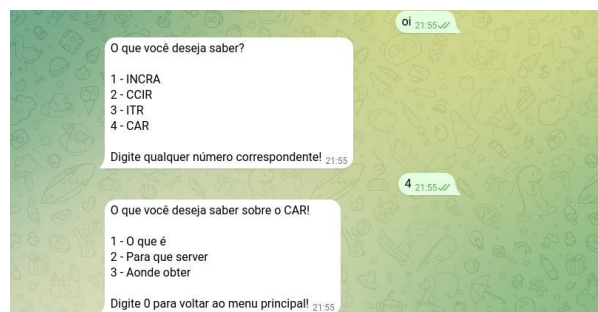 oi 21:55
O que você deseja saber?
1 - INCRA
2 - CCIR
3 - ITR
4 - CAR
Digite qualquer número correspondente! 21:55
4 21:55
O que você deseja saber sobre o CAR!
1 - O que é
2 - Para que server
3 - Aonde obter
Digite 0 para voltar ao menu principal! 21:55